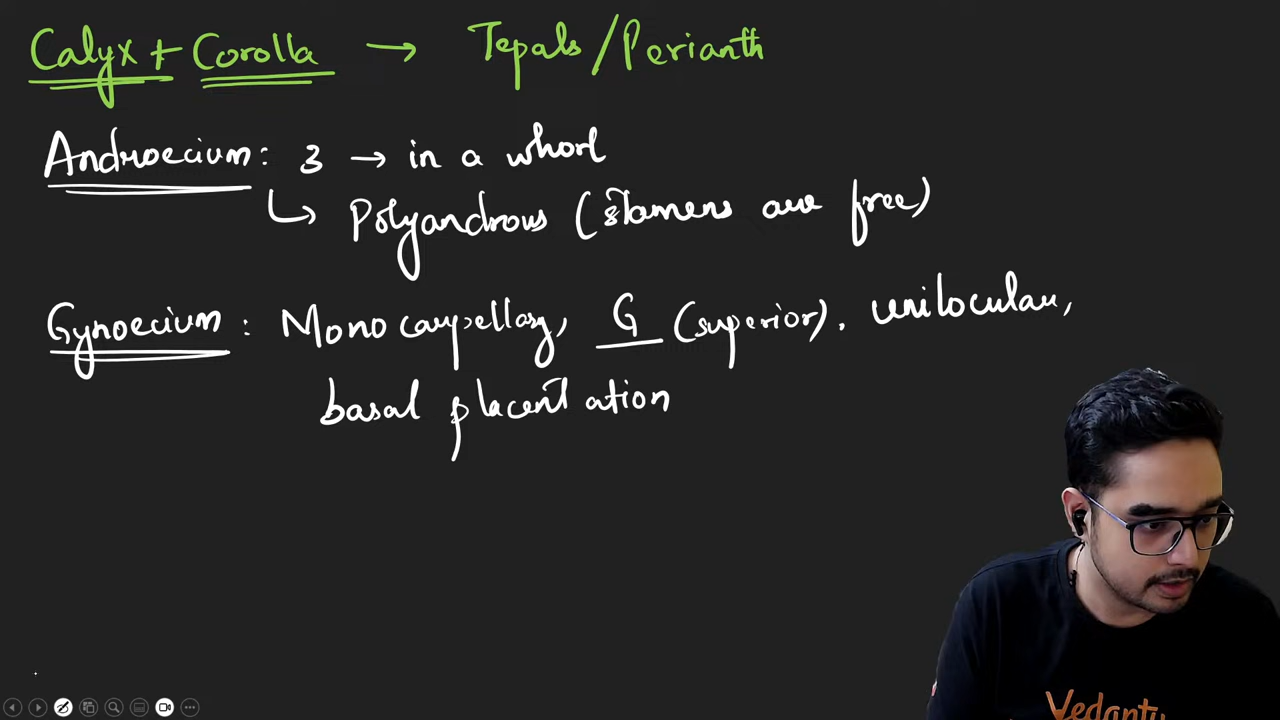 Calyx + Corolla → Tepals/Perianth
Androecium: 3 → in a whorl
↳ Polyandrous (stamens are free)
Gynoecium: Monocarpellary, G (superior). unilocular,
basal placentation
Vedantu